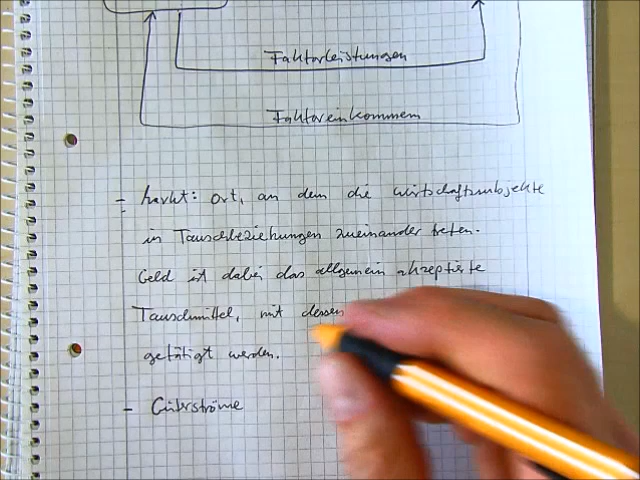 Faktorleistungen
Faktoreinkommen
- Markt: Ort, an dem die Wirtschaftssubjekte
in Tauschbeziehungen zueinander treten.
Geld ist dabei das allgemein akzeptierte
Tauschmittel, mit dessen
getätigt werden.
- Güterströme